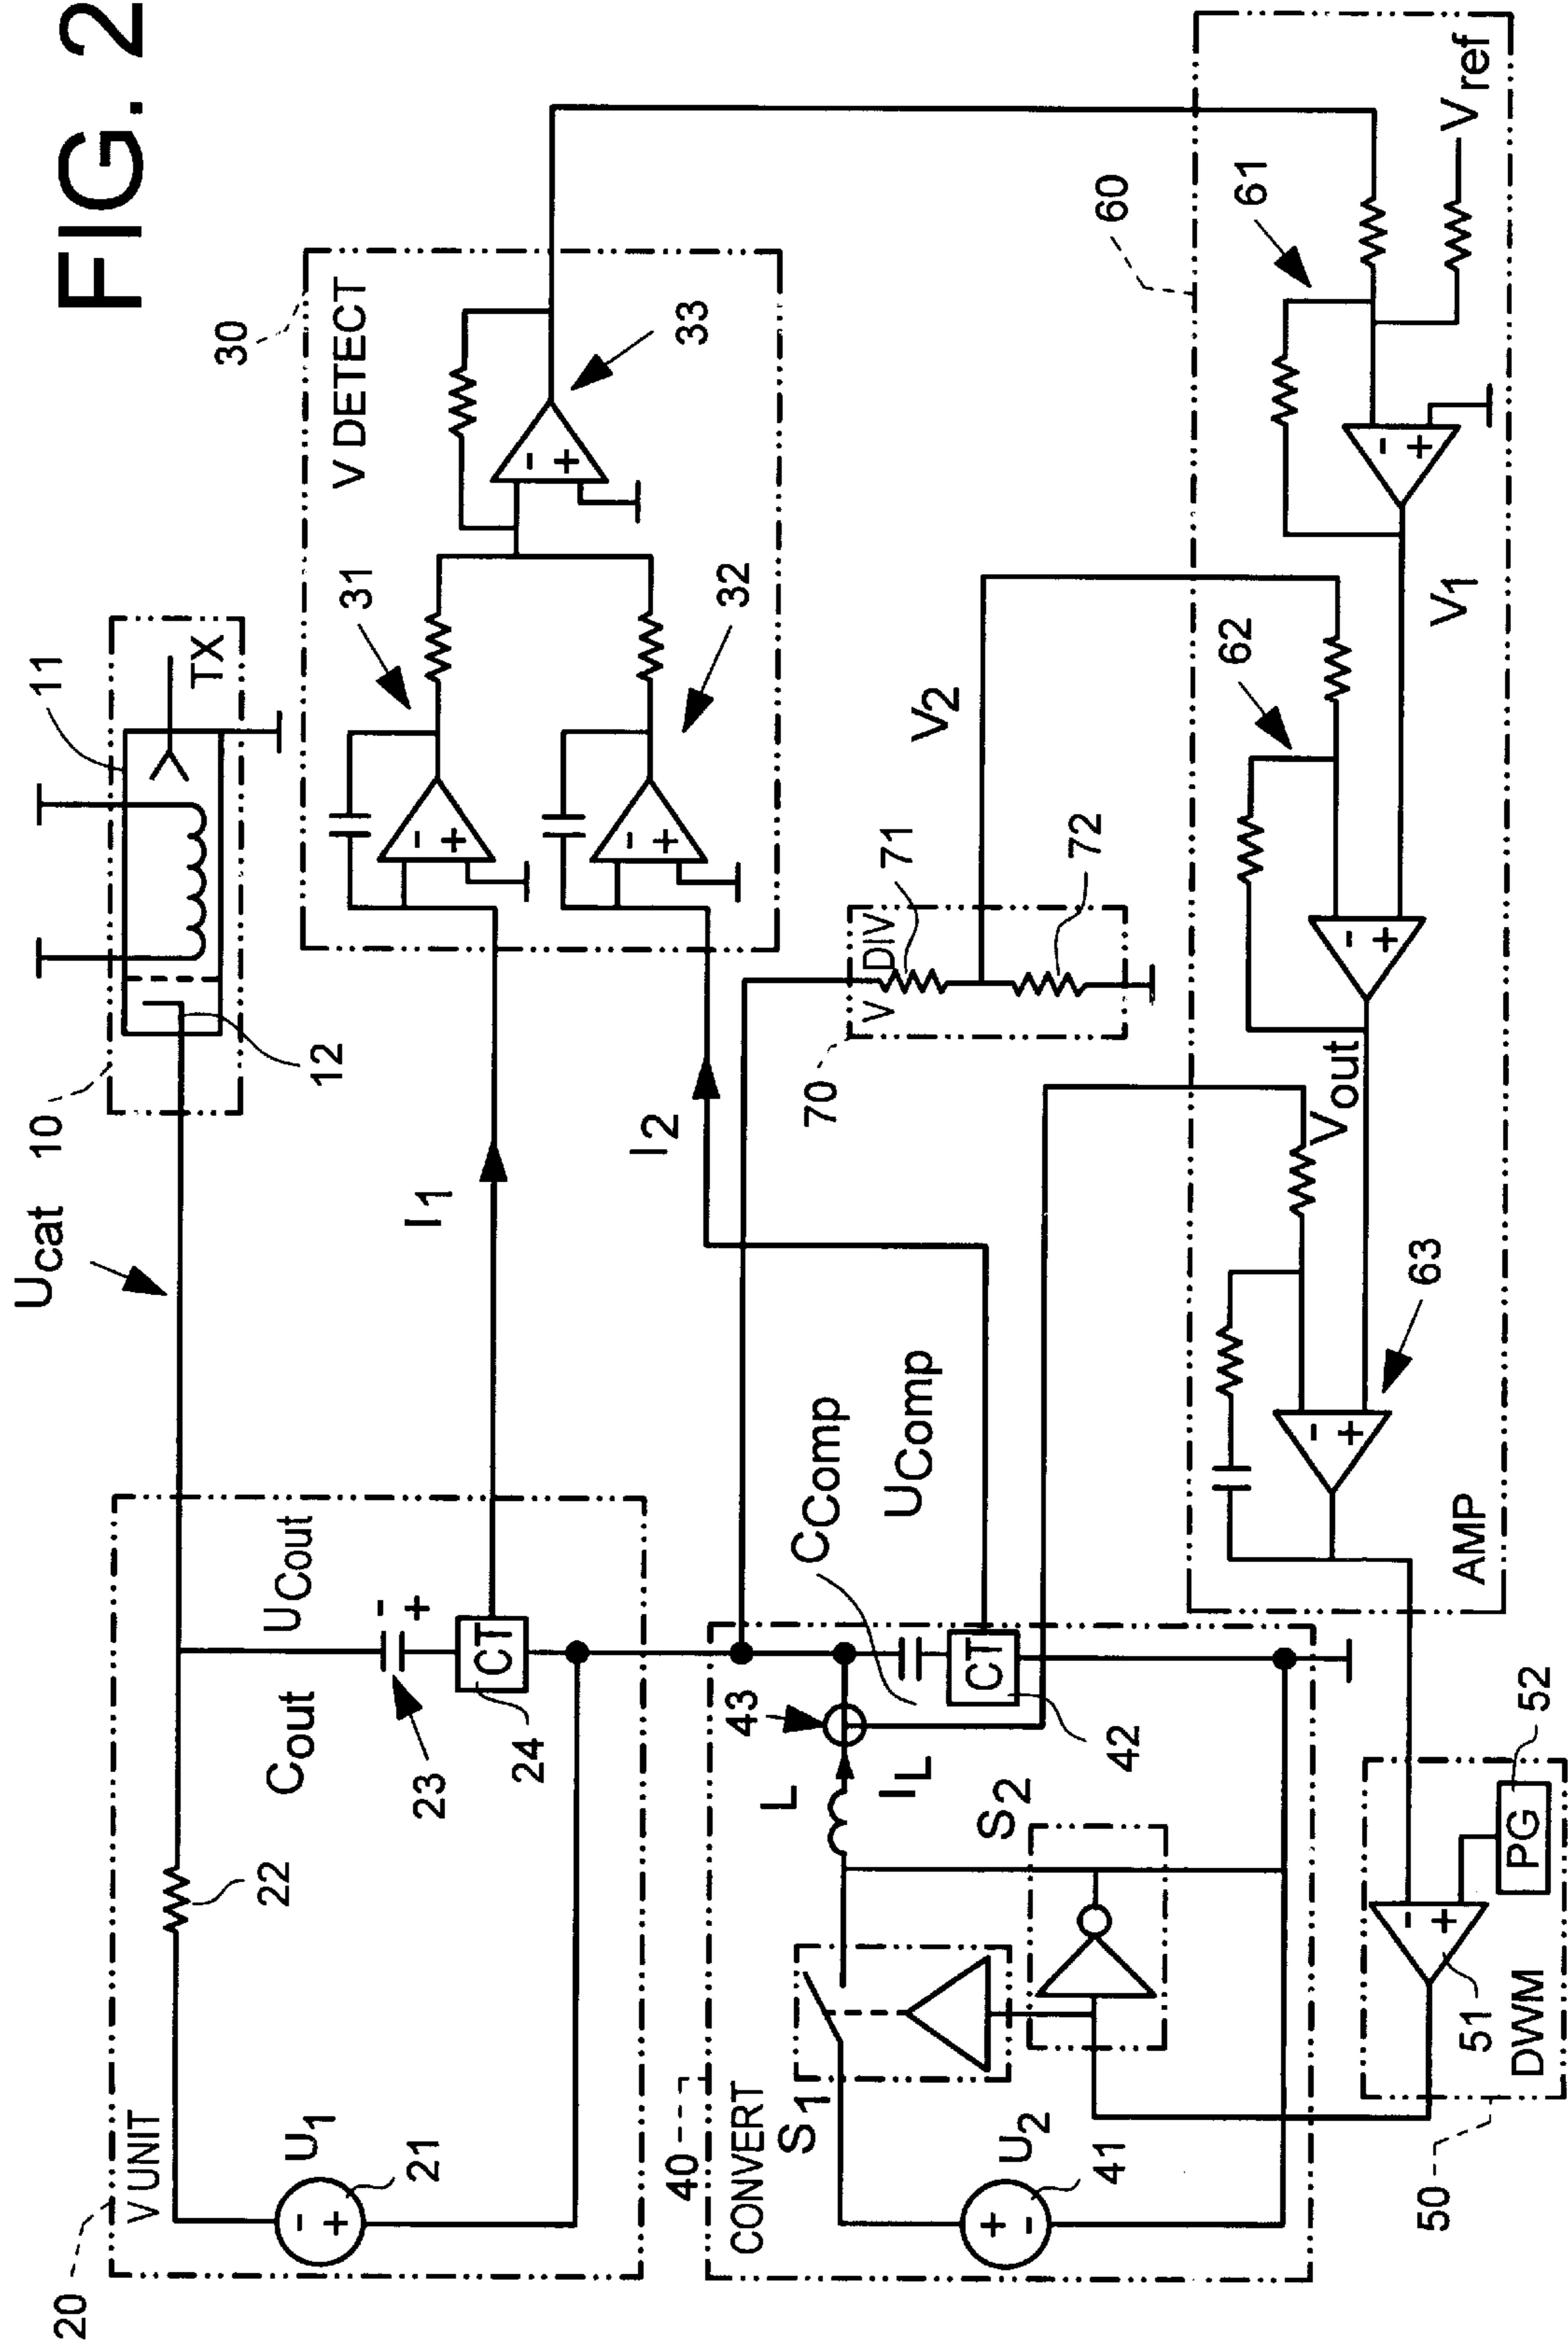 FIG. 2
Ucat
10
11
12
TX
30
V DETECT
31
32
33
20
V UNIT
U1
21
22
Cout
UCout
23
- +
24
CT
I1
I2
40
CONVERT
S1
U2
41
S2
L
IL
43
42
CT
CComp
UComp
70
V DIV
71
72
V2
60
61
Vref
62
V1
Vout
63
AMP
50
DWM
51
52
PG